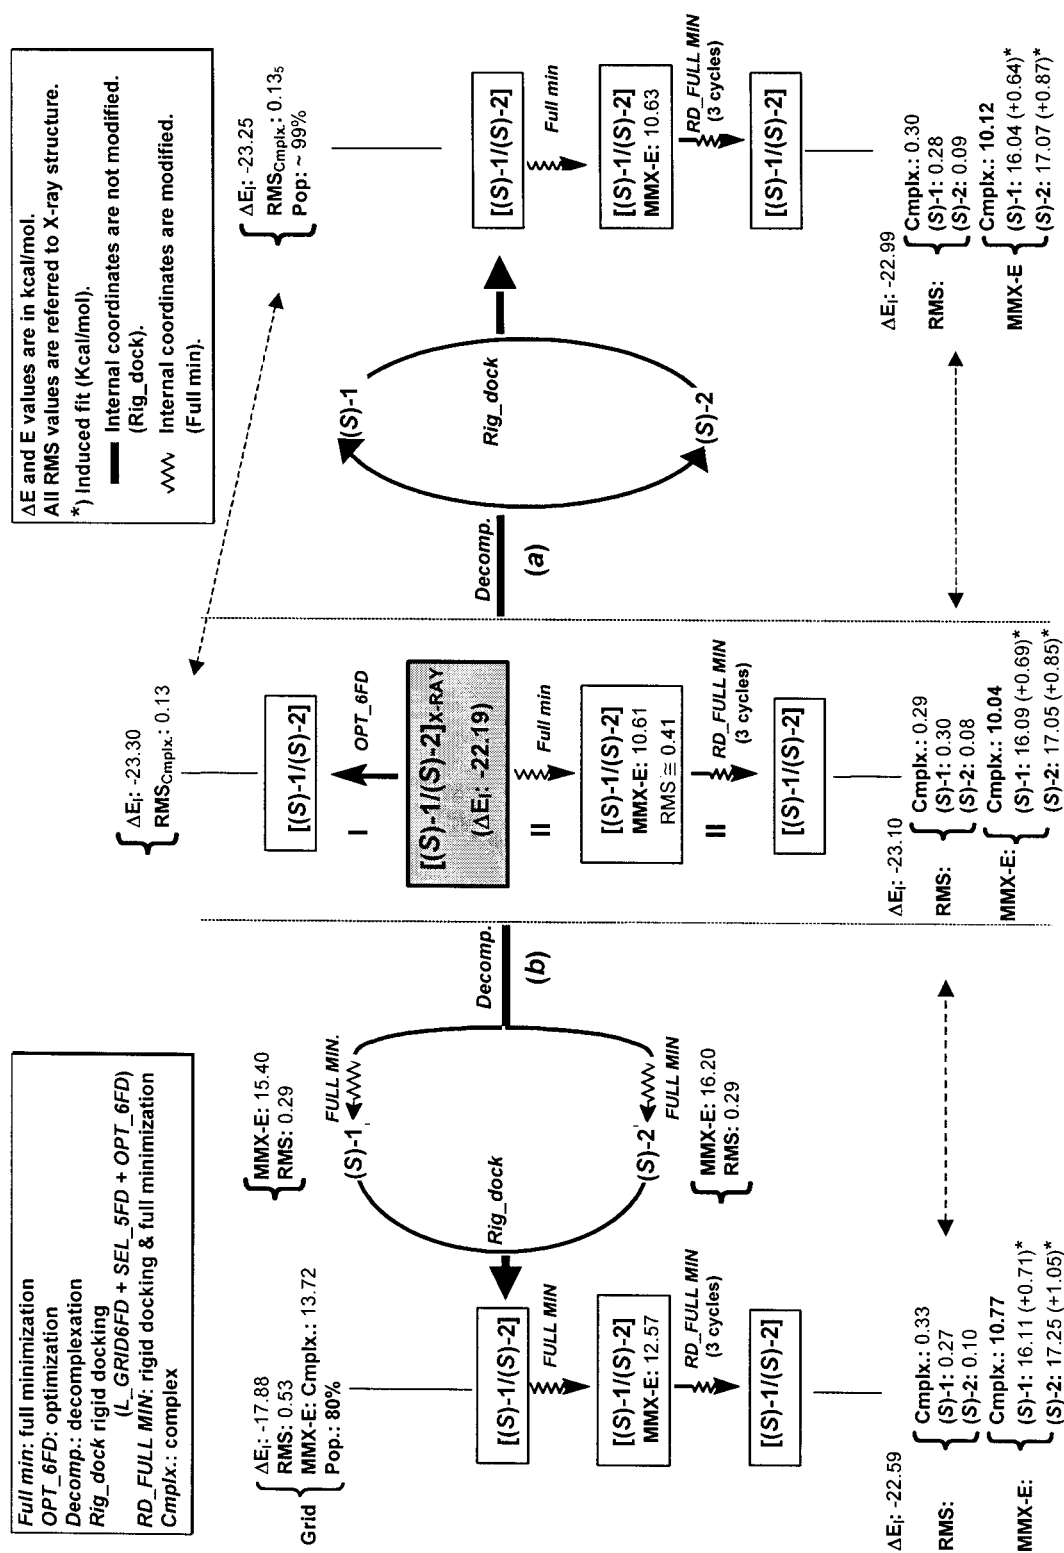 Full min: full minimization
OPT_6FD: optimization
Decomp.: decomplexation
Rig_dock rigid docking
(L_GRID6FD + SEL_5FD + OPT_6FD)
RD_FULL MIN: rigid docking & full minimization
Cmplx.: complex
ΔE and E values are in kcal/mol.
All RMS values are referred to X-ray structure.
*) Induced fit (Kcal/mol).
Internal coordinates are not modified.
(Rig_dock).
Internal coordinates are modified.
(Full min).
Grid
ΔEI: -17.88
RMS: 0.53
MMX-E: Cmplx.: 13.72
Pop.: 80%
[(S)-1/(S)-2]
FULL MIN
[(S)-1/(S)-2]
MMX-E: 12.57
RD_FULL MIN
(3 cycles)
[(S)-1/(S)-2]
ΔEI: -22.59
RMS:
Cmplx.: 0.33
(S)-1: 0.27
(S)-2: 0.10
MMX-E:
Cmplx.: 10.77
(S)-1: 16.11 (+0.71)*
(S)-2: 17.25 (+1.05)*
MMX-E: 15.40
RMS: 0.29
(S)-1
FULL MIN.
Rig_dock
(S)-2
FULL MIN
MMX-E: 16.20
RMS: 0.29
Decomp.
(b)
ΔEI: -23.30
RMSCmplx.: 0.13
[(S)-1/(S)-2]
I
OPT_6FD
[(S)-1/(S)-2]X-RAY
(ΔEI: -22.19)
II
Full min
[(S)-1/(S)-2]
MMX-E: 10.61
RMS ≅ 0.41
II
RD_FULL MIN
(3 cycles)
[(S)-1/(S)-2]
ΔEI: -23.10
RMS:
Cmplx.: 0.29
(S)-1: 0.30
(S)-2: 0.08
MMX-E:
Cmplx.: 10.04
(S)-1: 16.09 (+0.69)*
(S)-2: 17.05 (+0.85)*
Decomp.
(a)
(S)-1
Rig_dock
(S)-2
ΔEI: -23.25
RMSCmplx.: 0.135
Pop: ~ 99%
[(S)-1/(S)-2]
Full min
[(S)-1/(S)-2]
MMX-E: 10.63
RD_FULL MIN
(3 cycles)
[(S)-1/(S)-2]
ΔEI: -22.99
RMS:
Cmplx.: 0.30
(S)-1: 0.28
(S)-2: 0.09
MMX-E
Cmplx.: 10.12
(S)-1: 16.04 (+0.64)*
(S)-2: 17.07 (+0.87)*